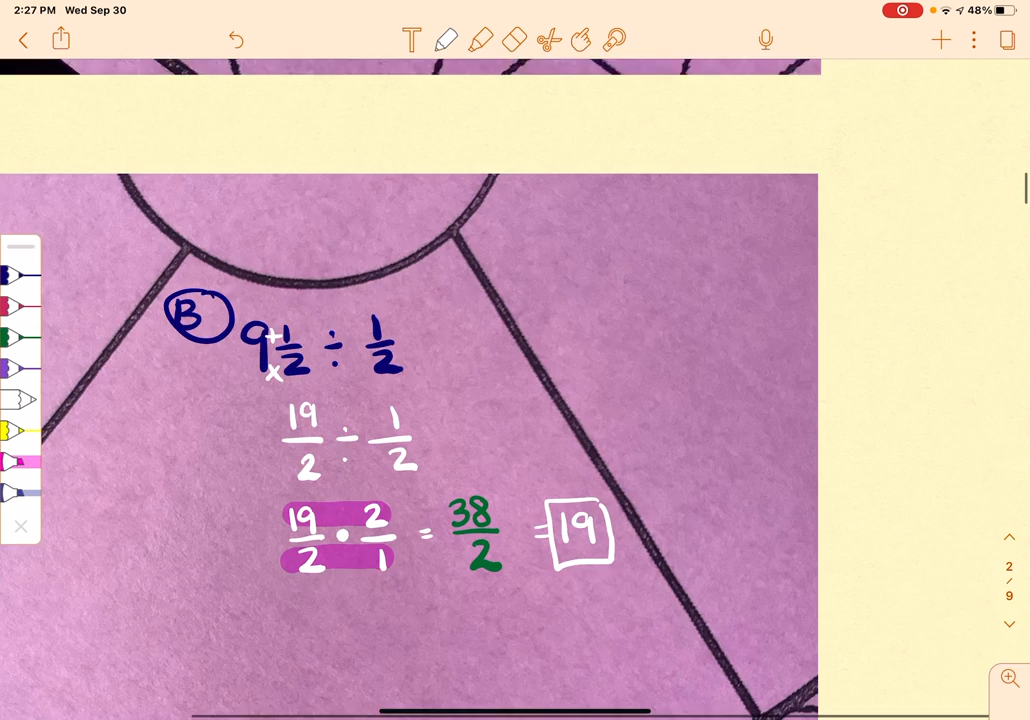 2:27 PM Wed Sep 30
48%
T
B 9 + 1/2 ÷ 1/2
x
19/2 ÷ 1/2
19/2 • 2/1 = 38/2 = 19
2
/
9